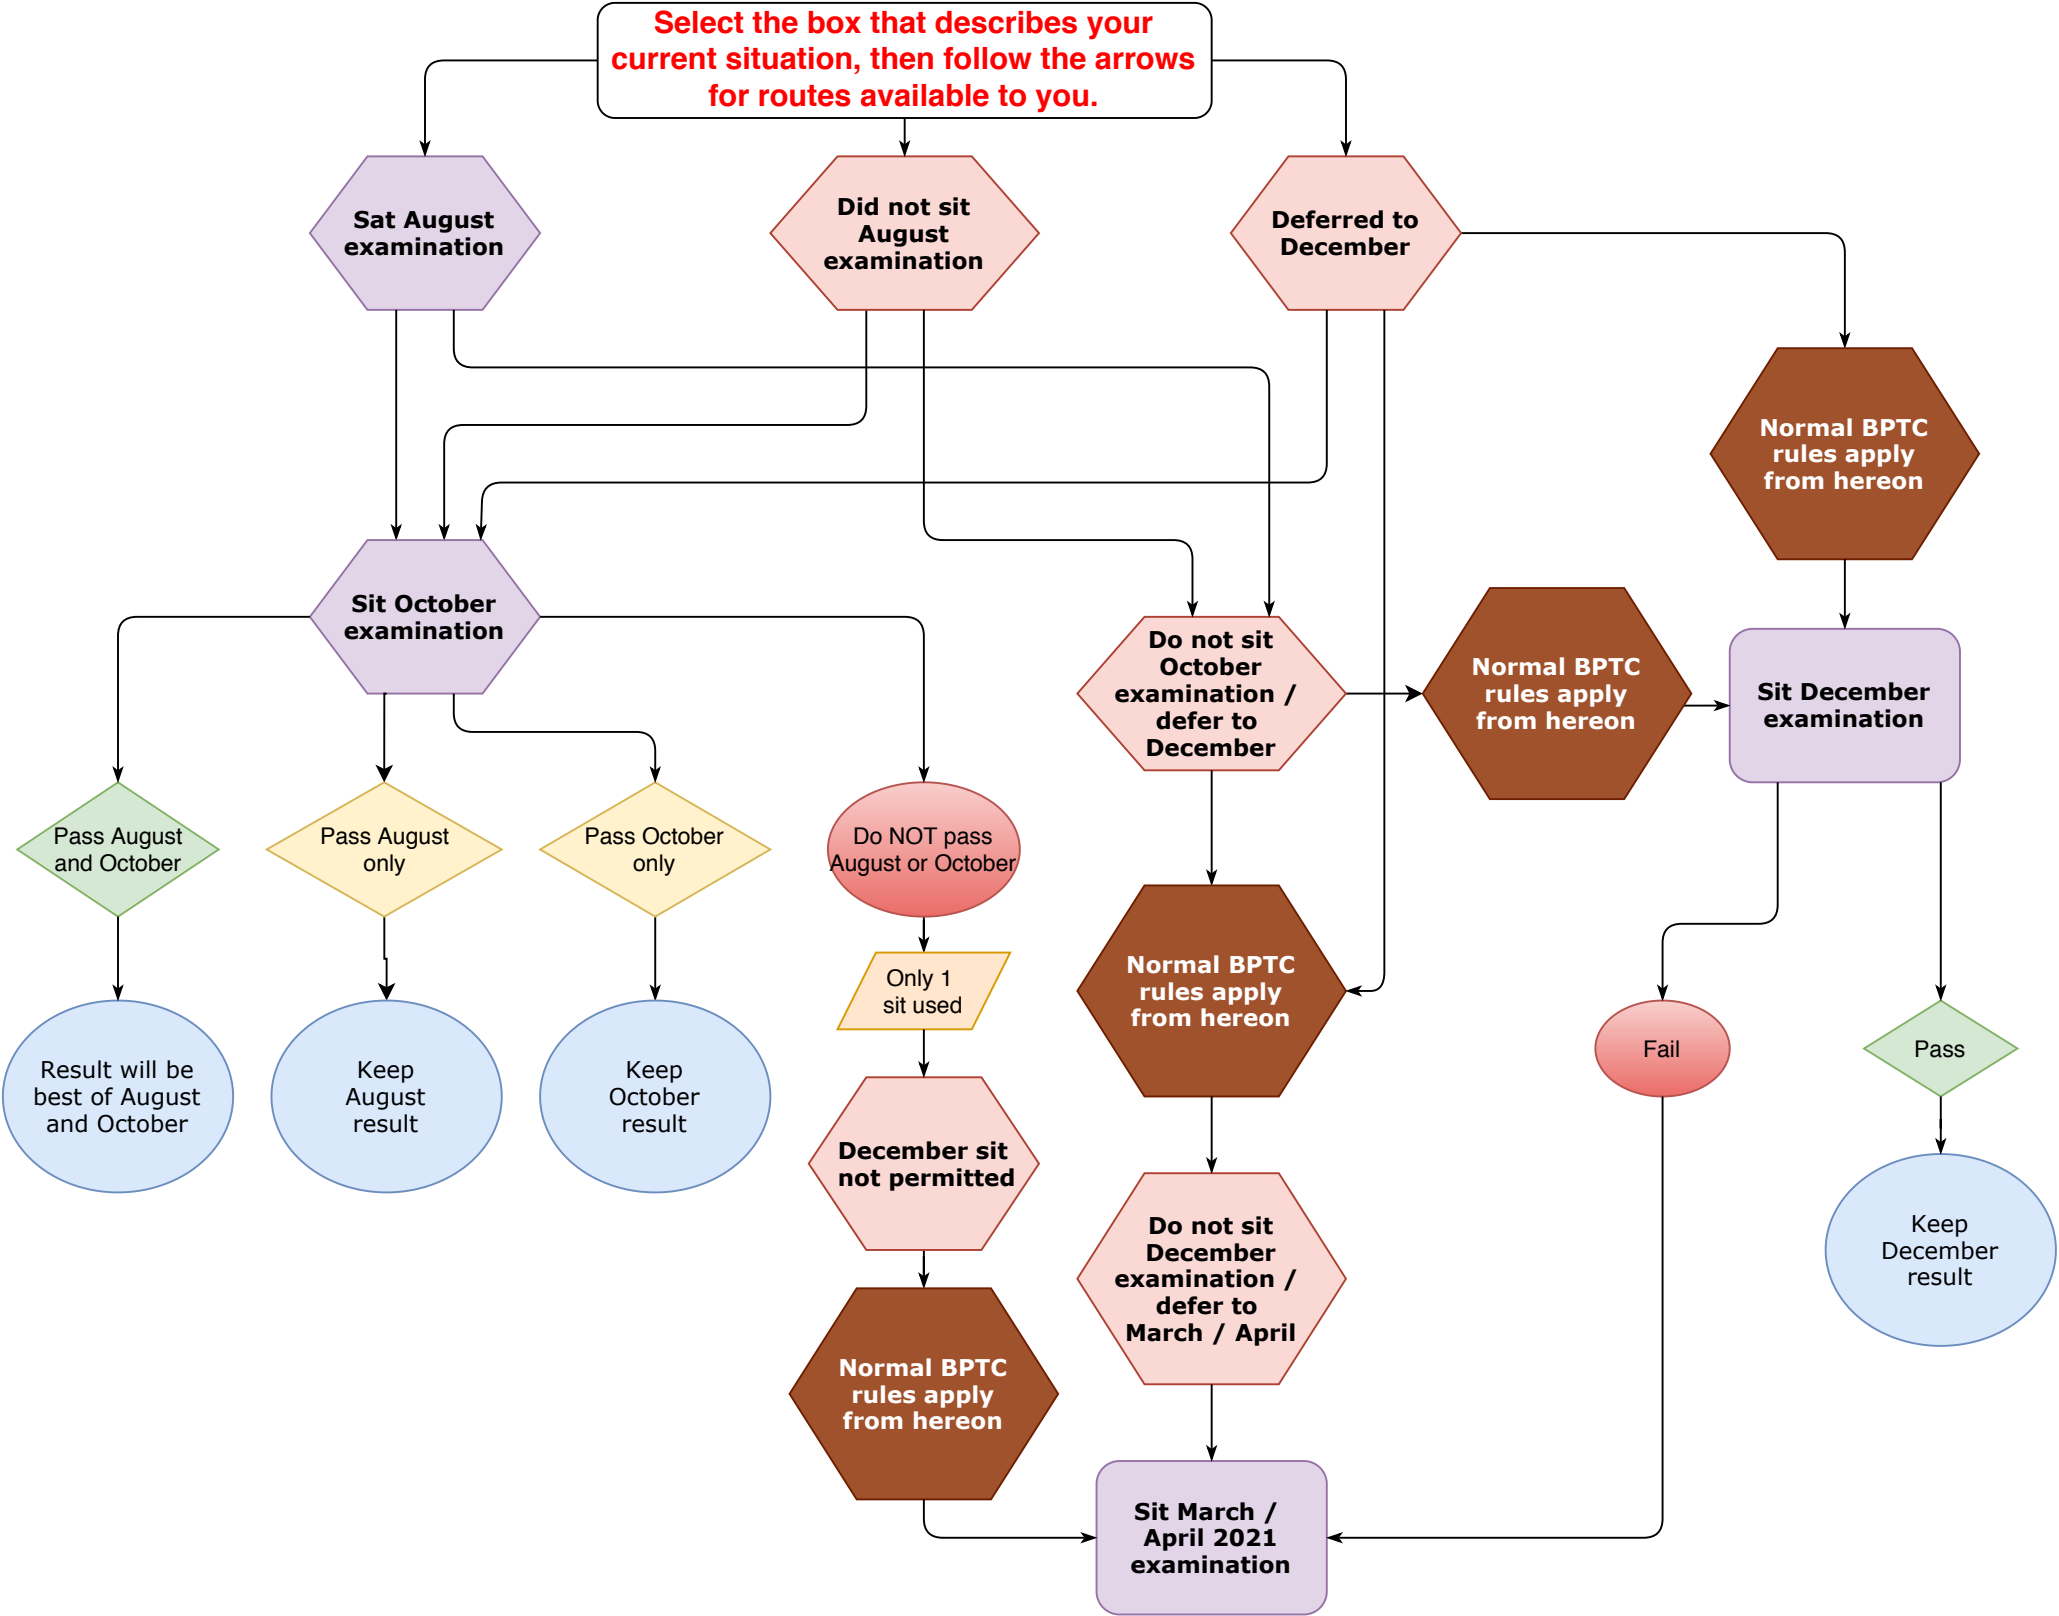 Select the box that describes your
current situation, then follow the arrows
for routes available to you.
Sat August
examination
Did not sit
August
examination
Deferred to
December
Normal BPTC
rules apply
from hereon
Sit October
examination
Do not sit
October
examination /
defer to
December
Normal BPTC
rules apply
from hereon
Sit December
examination
Pass August
and October
Pass August
only
Pass October
only
Do NOT pass
August or October
Only 1
sit used
Normal BPTC
rules apply
from hereon
Fail
Pass
Result will be
best of August
and October
Keep
August
result
Keep
October
result
December sit
not permitted
Do not sit
December
examination /
defer to
March / April
Keep
December
result
Normal BPTC
rules apply
from hereon
Sit March /
April 2021
examination